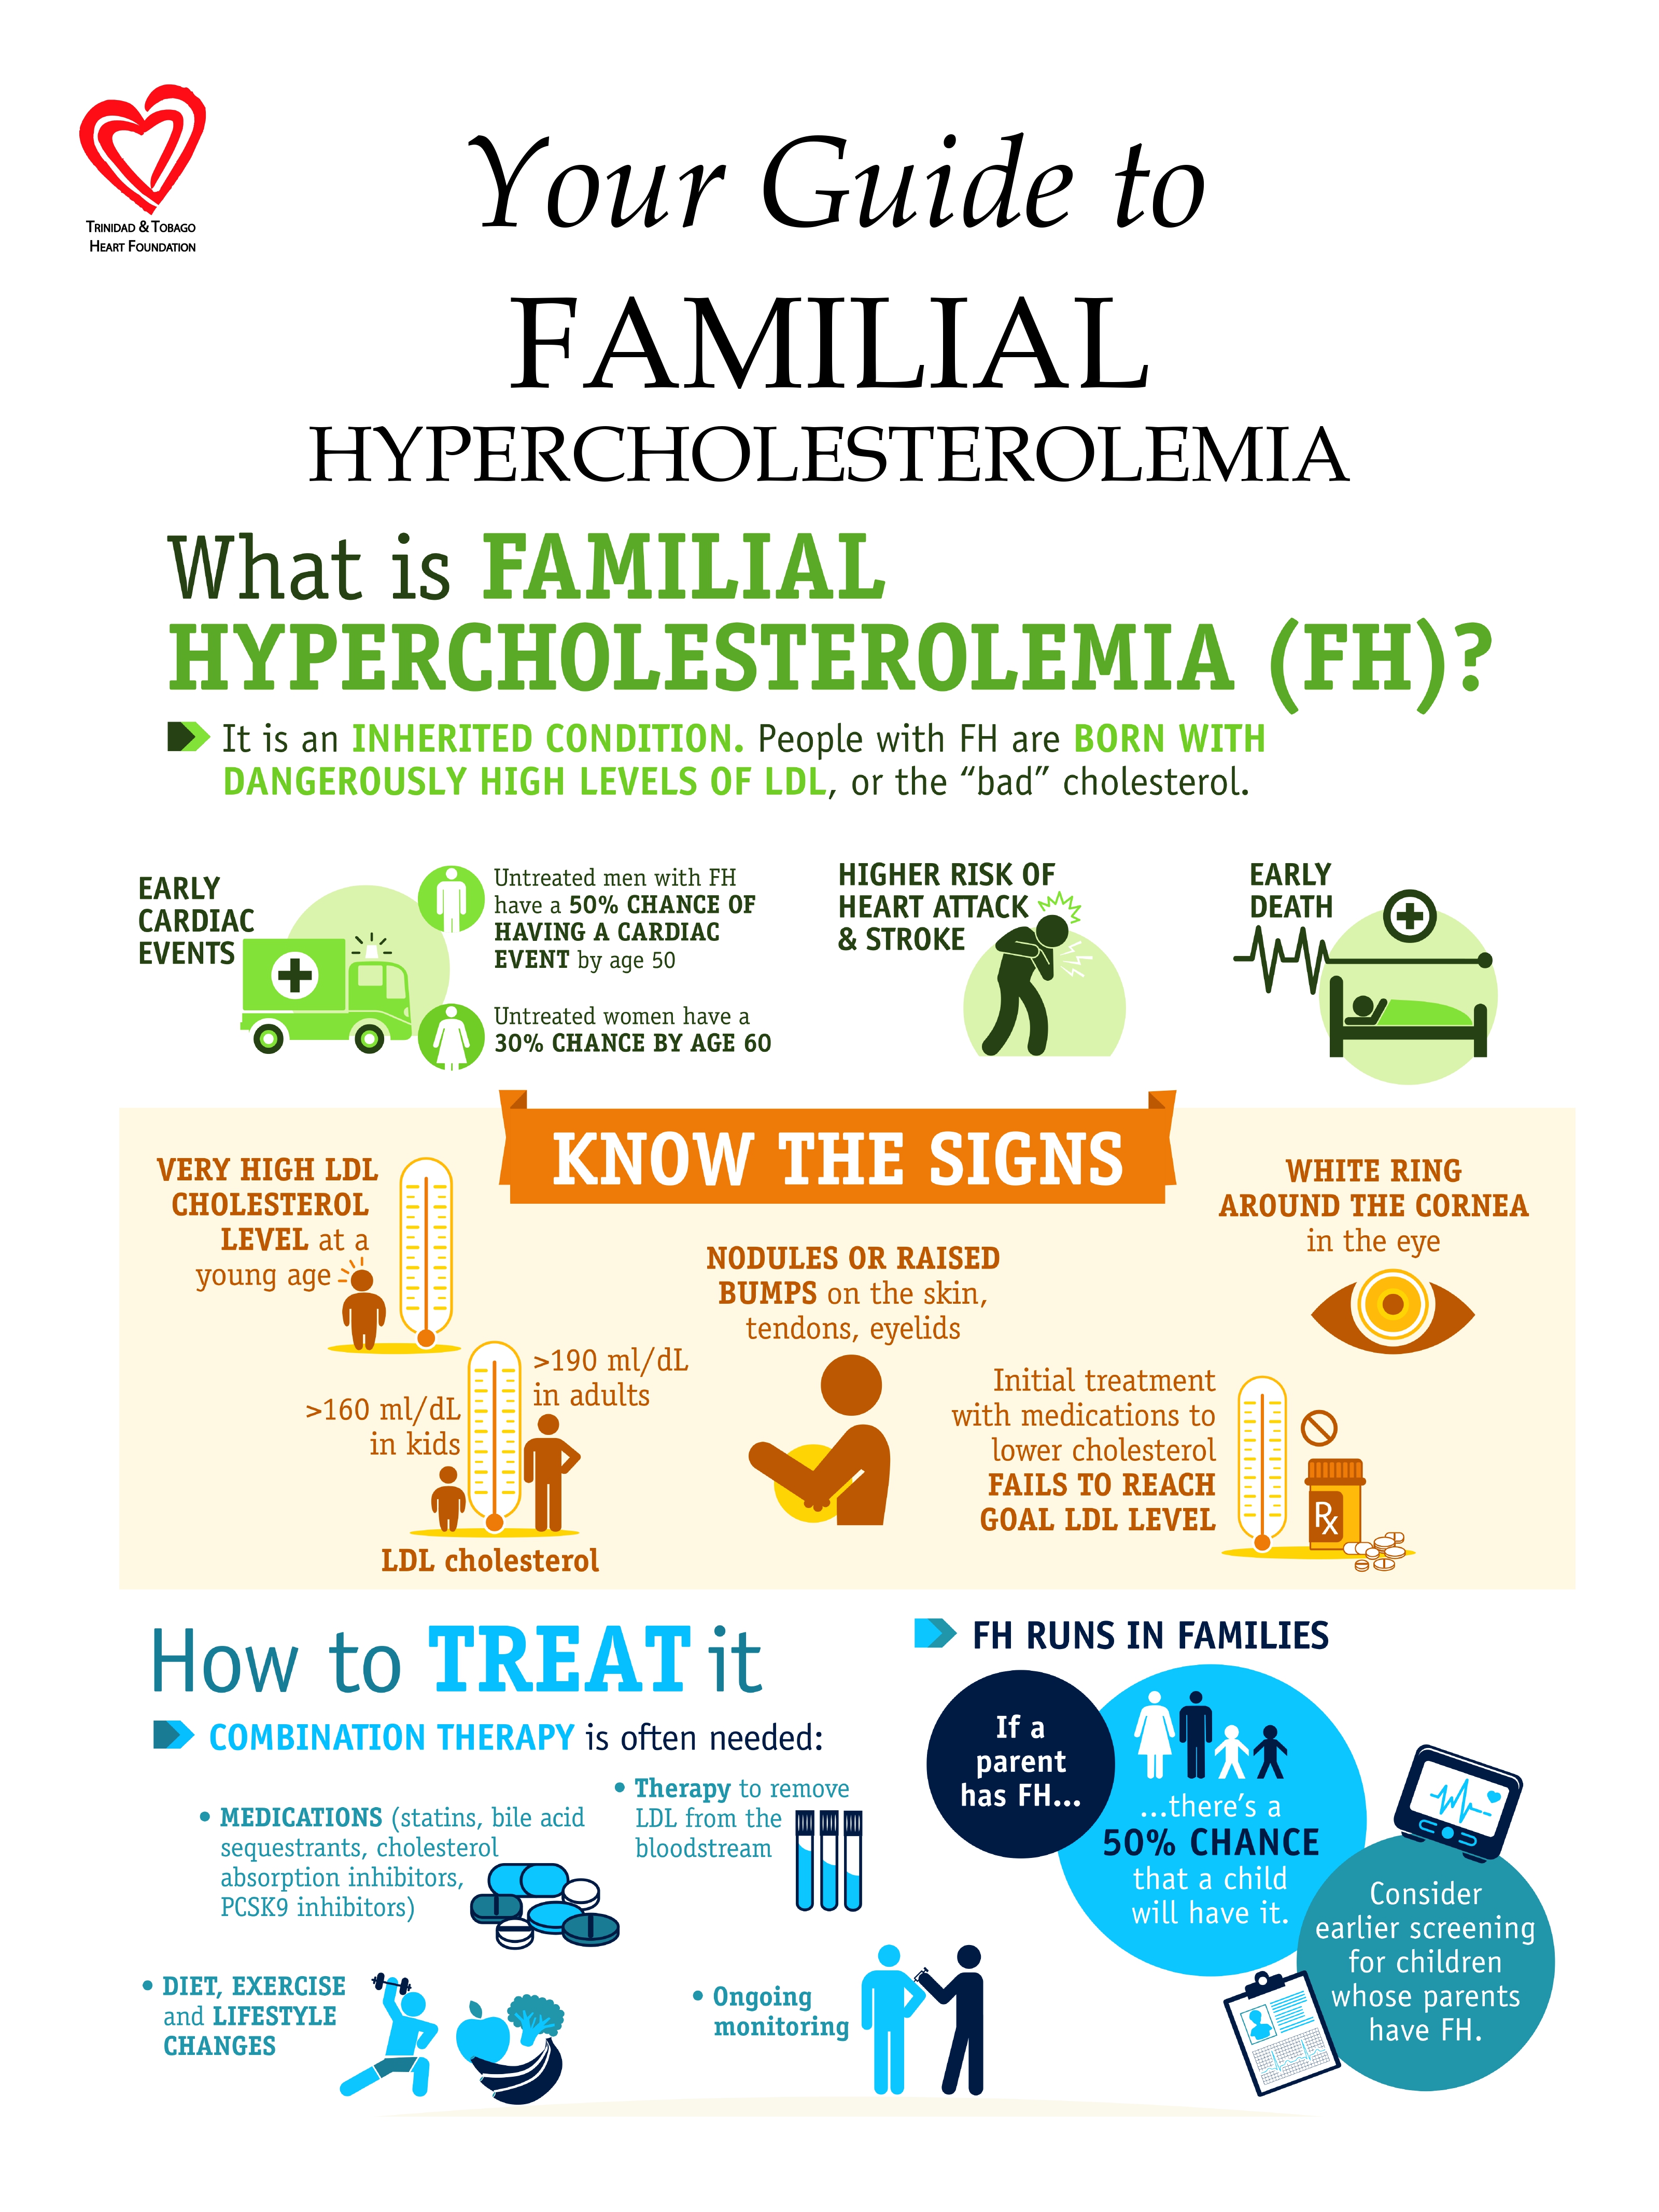 TRINIDAD & TOBAGO
HEART FOUNDATION
Your Guide to
FAMILIAL
HYPERCHOLESTEROLEMIA
What is FAMILIAL
HYPERCHOLESTEROLEMIA (FH)?
It is an INHERITED CONDITION. People with FH are BORN WITH
DANGEROUSLY HIGH LEVELS OF LDL, or the “bad” cholesterol.
EARLY
CARDIAC
EVENTS
Untreated men with FH
have a 50% CHANCE OF
HAVING A CARDIAC
EVENT by age 50
Untreated women have a
30% CHANCE BY AGE 60
HIGHER RISK OF
HEART ATTACK
& STROKE
EARLY
DEATH
KNOW THE SIGNS
VERY HIGH LDL
CHOLESTEROL
LEVEL at a
young age
>160 ml/dL
in kids
>190 ml/dL
in adults
LDL cholesterol
NODULES OR RAISED
BUMPS on the skin,
tendons, eyelids
WHITE RING
AROUND THE CORNEA
in the eye
Initial treatment
with medications to
lower cholesterol
FAILS TO REACH
GOAL LDL LEVEL
Rx
How to TREAT it
COMBINATION THERAPY is often needed:
• MEDICATIONS (statins, bile acid
sequestrants, cholesterol
absorption inhibitors,
PCSK9 inhibitors)
• Therapy to remove
LDL from the
bloodstream
• DIET, EXERCISE
and LIFESTYLE
CHANGES
• Ongoing
monitoring
FH RUNS IN FAMILIES
If a
parent
has FH...
...there’s a
50% CHANCE
that a child
will have it.
Consider
earlier screening
for children
whose parents
have FH.